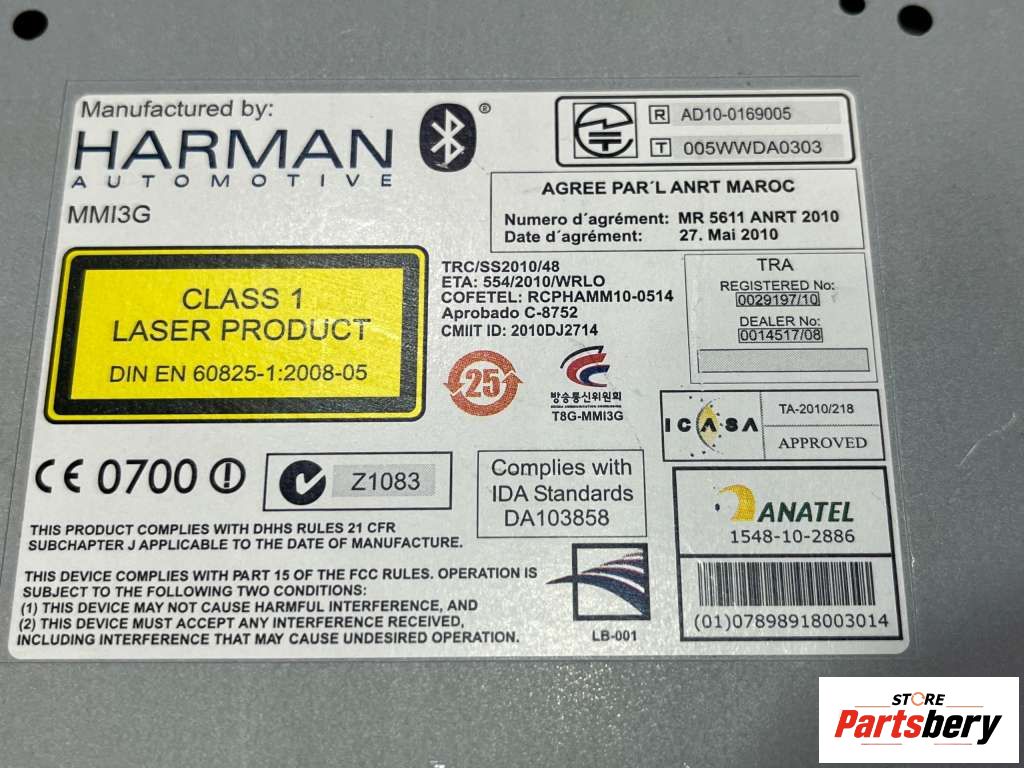 Manufactured by:
HARMAN
AUTOMOTIVE
MMI3G
®
R AD10-0169005
T 005WWDA0303
AGREE PAR´L ANRT MAROC
Numero d´agrément: MR 5611 ANRT 2010
Date d´agrément: 27. Mai 2010
CLASS 1
LASER PRODUCT
DIN EN 60825-1:2008-05
TRC/SS2010/48
ETA: 554/2010/WRLO
COFETEL: RCPHAMM10-0514
Aprobado C-8752
CMIIT ID: 2010DJ2714
TRA
REGISTERED No:
0029197/10
DEALER No:
0014517/08
25
방송통신위원회
T8G-MMI3G
ICASA
TA-2010/218
APPROVED
CE 0700
Z1083
Complies with
IDA Standards
DA103858
ANATEL
1548-10-2886
(01)07898918003014
THIS PRODUCT COMPLIES WITH DHHS RULES 21 CFR
SUBCHAPTER J APPLICABLE TO THE DATE OF MANUFACTURE.
THIS DEVICE COMPLIES WITH PART 15 OF THE FCC RULES. OPERATION IS
SUBJECT TO THE FOLLOWING TWO CONDITIONS:
(1) THIS DEVICE MAY NOT CAUSE HARMFUL INTERFERENCE, AND
(2) THIS DEVICE MUST ACCEPT ANY INTERFERENCE RECEIVED,
INCLUDING INTERFERENCE THAT MAY CAUSE UNDESIRED OPERATION.
LB-001
STORE
Partsbery